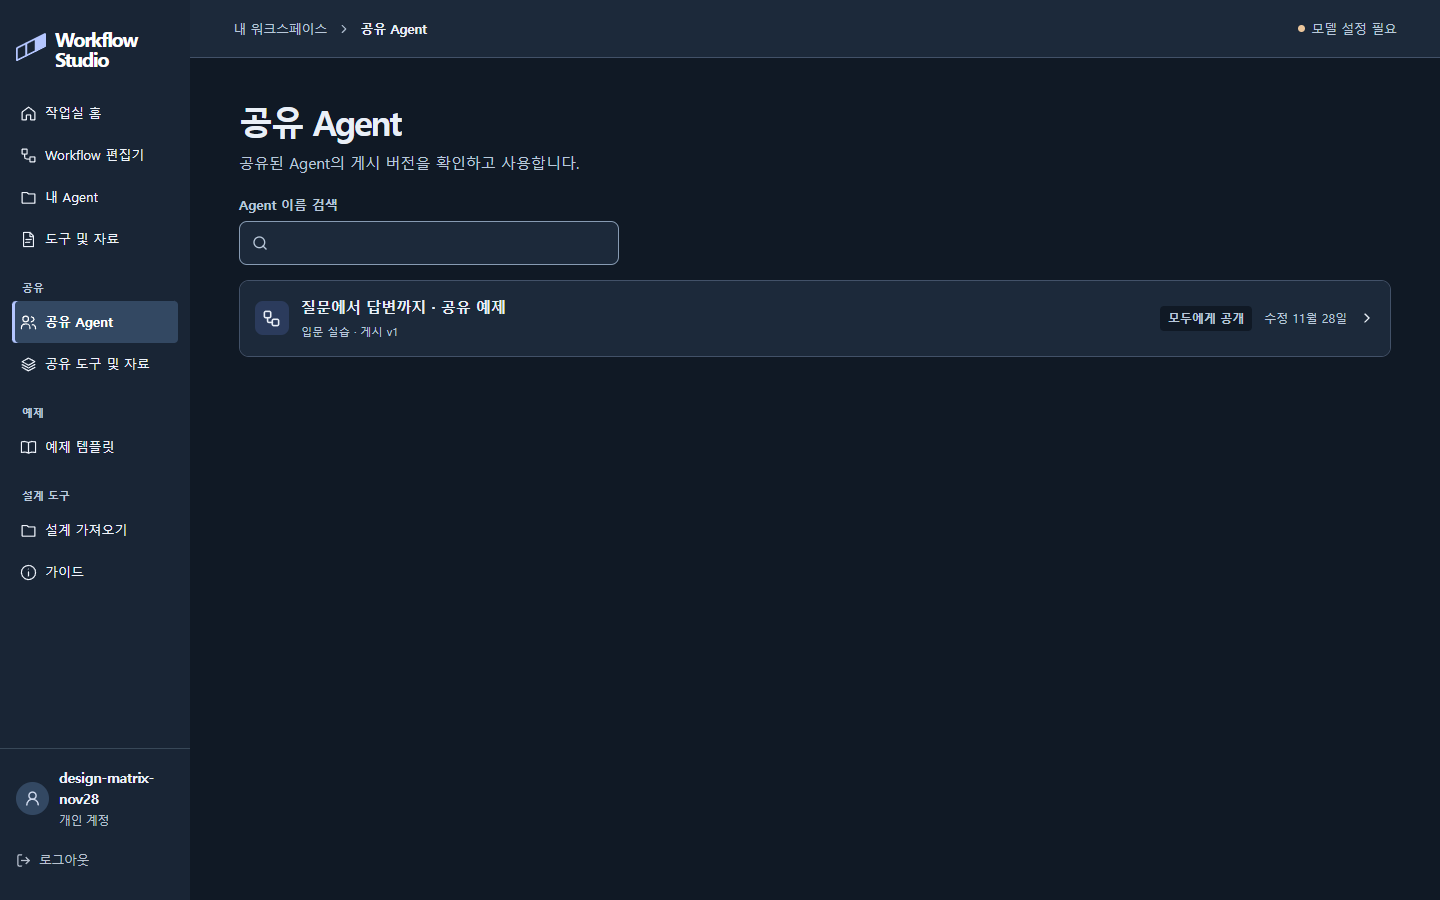 Workflow
Studio
작업실 홈
Workflow 편집기
내 Agent
도구 및 자료
공유
공유 Agent
공유 도구 및 자료
예제
예제 템플릿
설계 도구
설계 가져오기
가이드
design-matrix-
nov28
개인 계정
로그아웃
내 워크스페이스 > 공유 Agent
모델 설정 필요
공유 Agent
공유된 Agent의 게시 버전을 확인하고 사용합니다.
Agent 이름 검색
질문에서 답변까지 · 공유 예제
입문 실습 · 게시 v1
모두에게 공개
수정 11월 28일